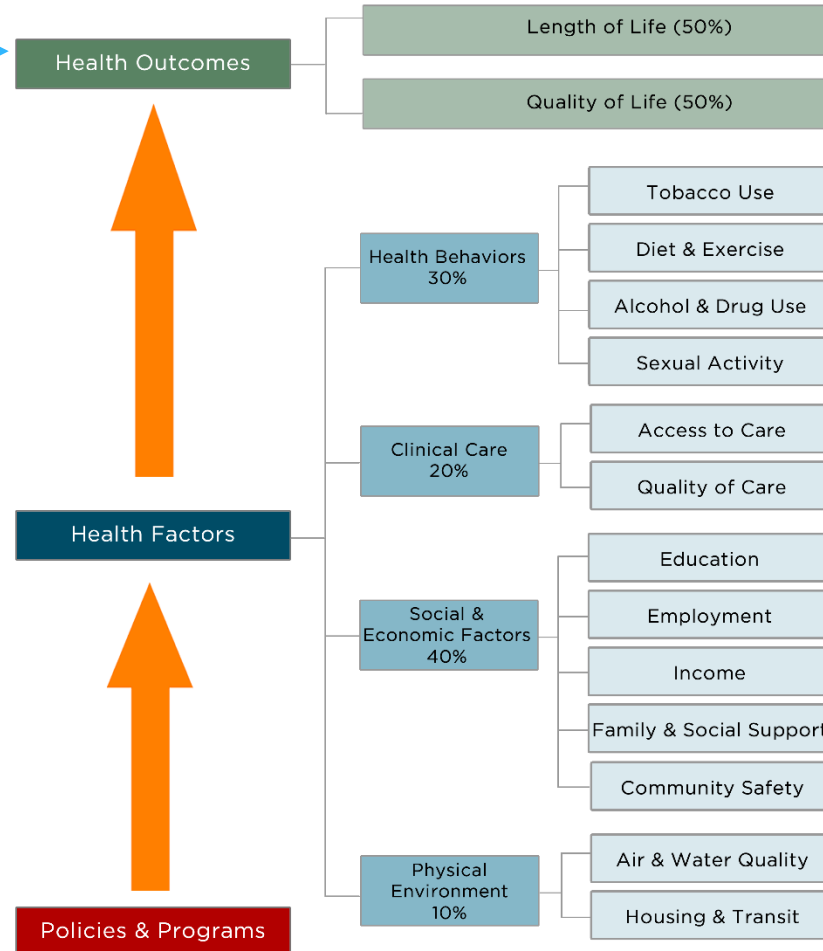 Health Outcomes
Length of Life (50%)
Quality of Life (50%)
Health Factors
Health Behaviors
30%
Tobacco Use
Diet & Exercise
Alcohol & Drug Use
Sexual Activity
Clinical Care
20%
Access to Care
Quality of Care
Social &
Economic Factors
40%
Education
Employment
Income
Family & Social Support
Community Safety
Physical
Environment
10%
Air & Water Quality
Housing & Transit
Policies & Programs